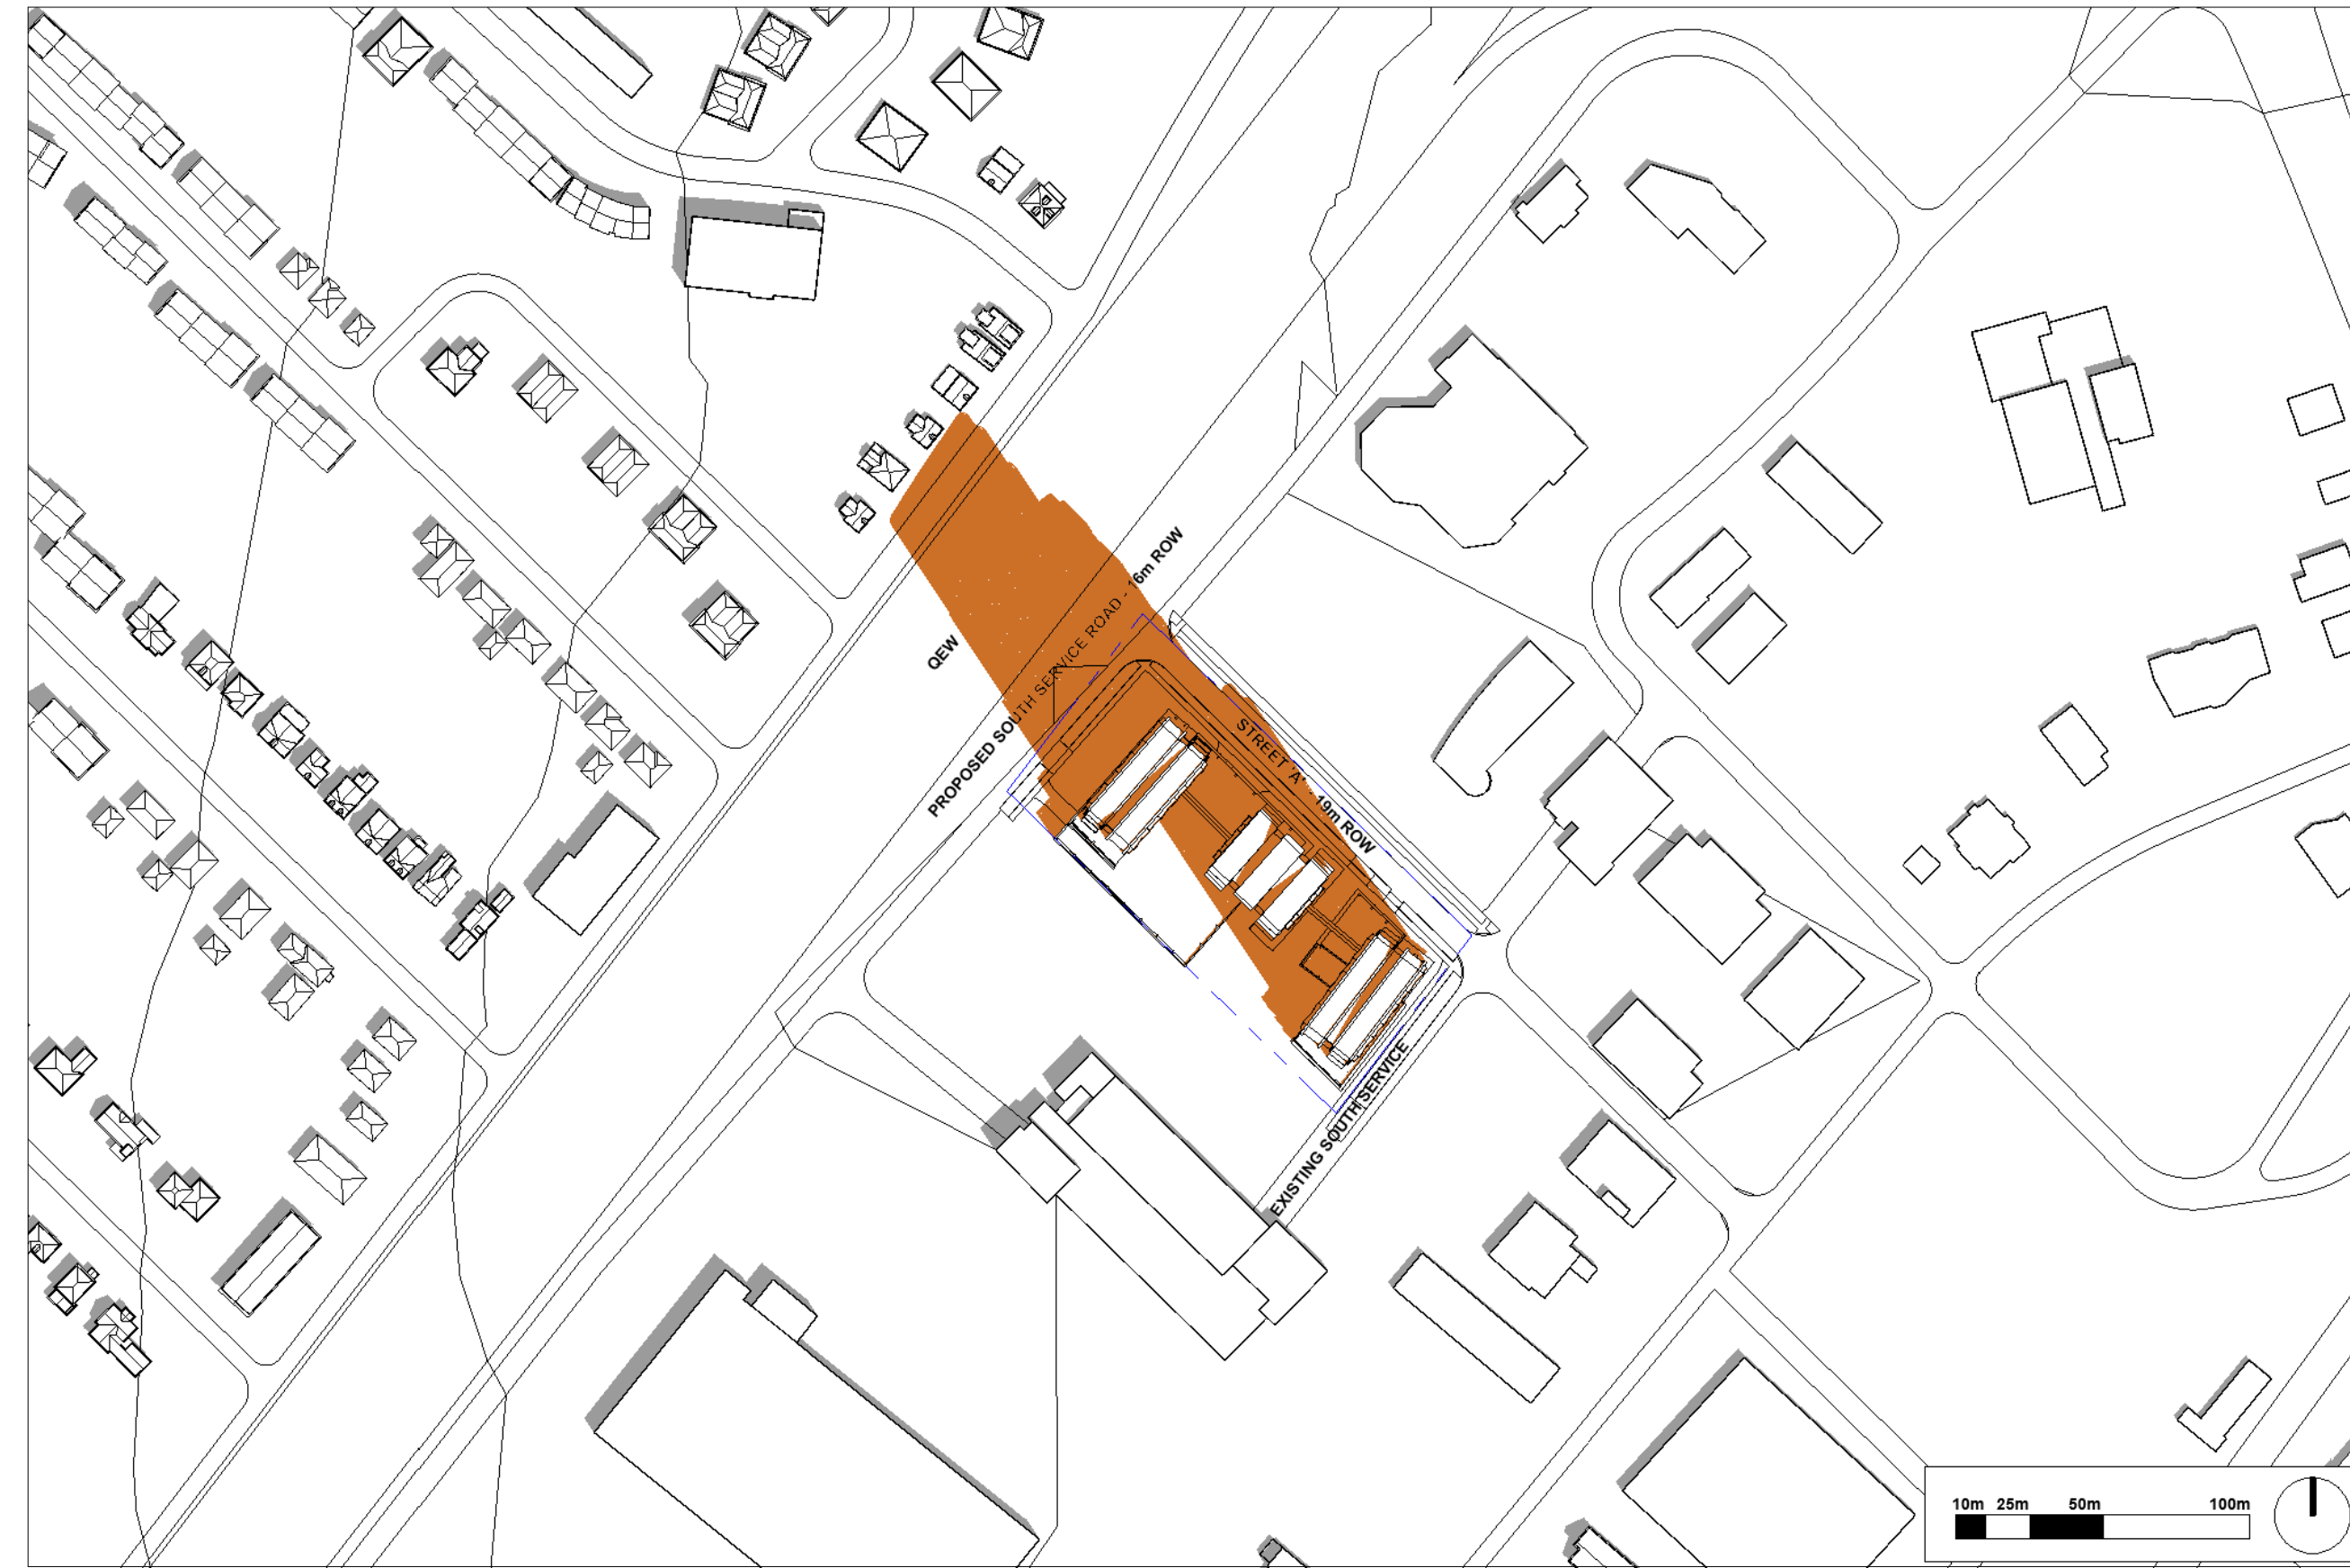 PROPOSED SOUTH SERVICE ROAD - 16m ROW
QEW
STREET 'A' - 19m ROW
EXISTING SOUTH SERVICE
10m 25m 50m 100m